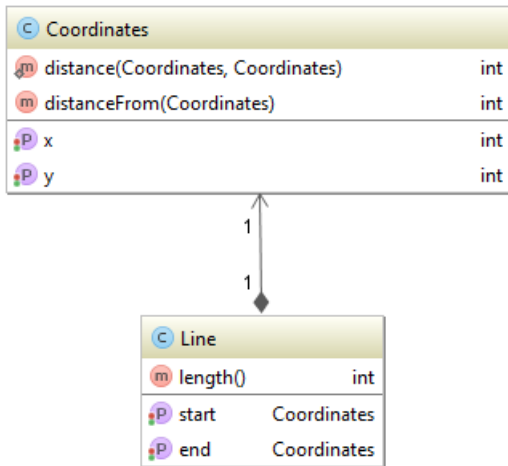 C Coordinates
m distance(Coordinates, Coordinates) int
m distanceFrom(Coordinates) int
P x int
P y int
1
1
C Line
m length() int
P start Coordinates
P end Coordinates